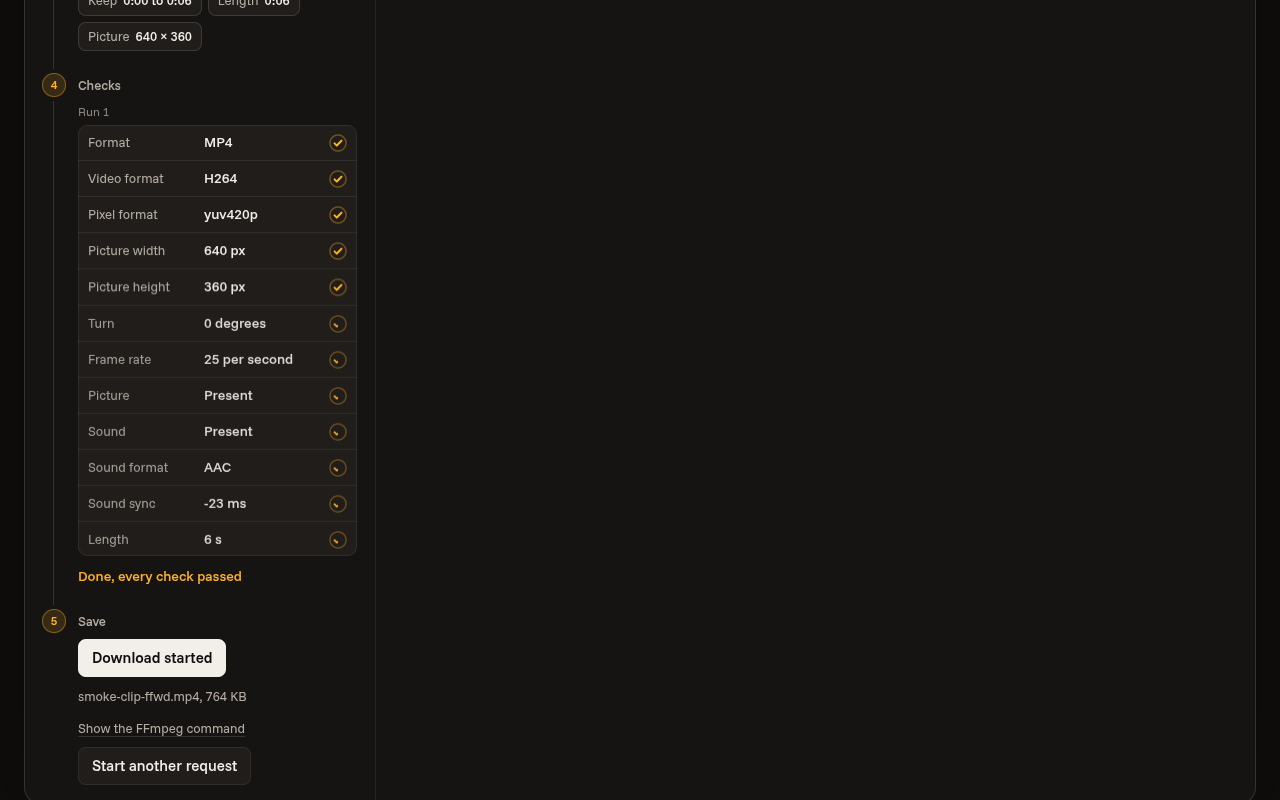 Keep 0:00 to 0:06 Length 0:06
Picture 640 × 360
4 Checks
Run 1
Format MP4
Video format H264
Pixel format yuv420p
Picture width 640 px
Picture height 360 px
Turn 0 degrees
Frame rate 25 per second
Picture Present
Sound Present
Sound format AAC
Sound sync -23 ms
Length 6 s
Done, every check passed
5 Save
Download started
smoke-clip-ffwd.mp4, 764 KB
Show the FFmpeg command
Start another request